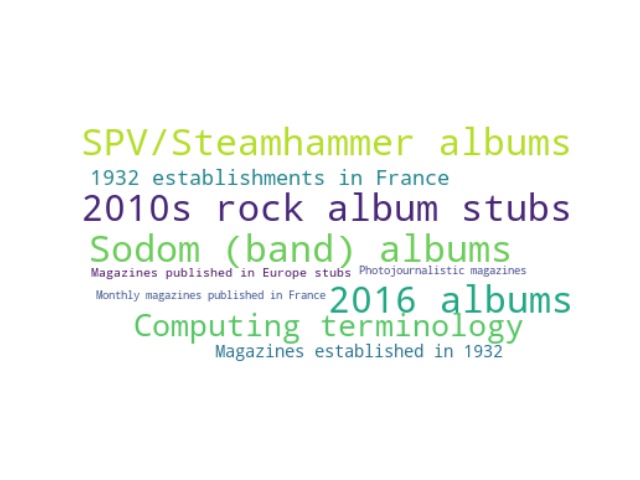 SPV/Steamhammer albums
1932 establishments in France
2010s rock album stubs
Sodom (band) albums
Magazines published in Europe stubs
Photojournalistic magazines
Monthly magazines published in France
2016 albums
Computing terminology
Magazines established in 1932